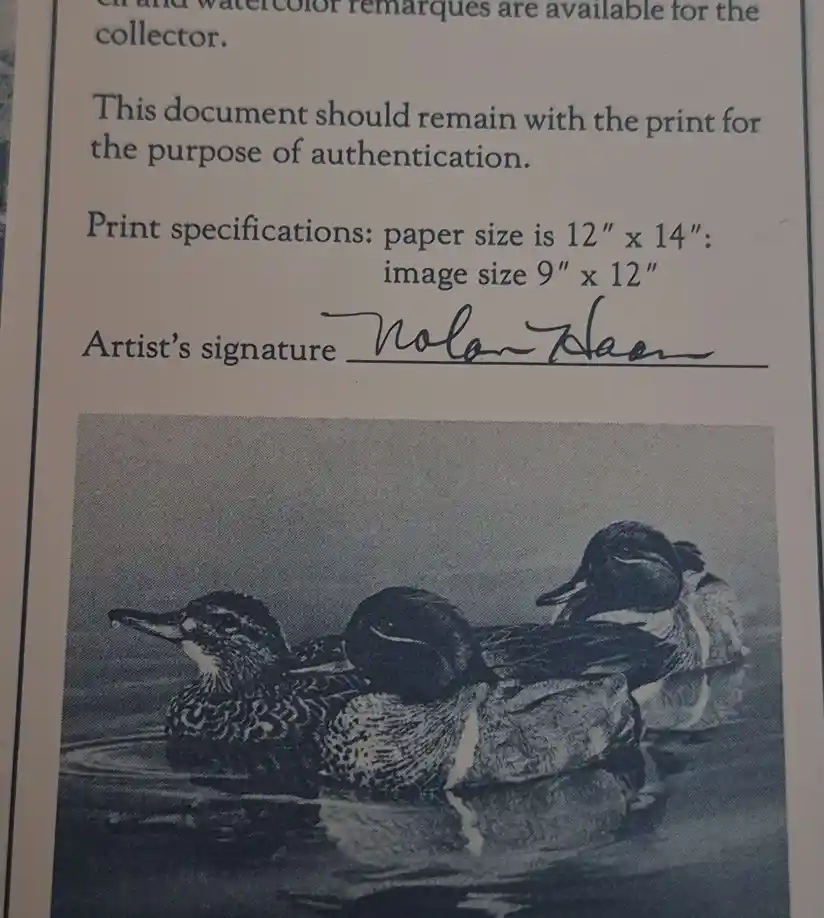 and watercolor remarques are available for the
collector.
This document should remain with the print for
the purpose of authentication.
Print specifications: paper size is 12" x 14":
image size 9" x 12"
Artist's signature Nolan Haan